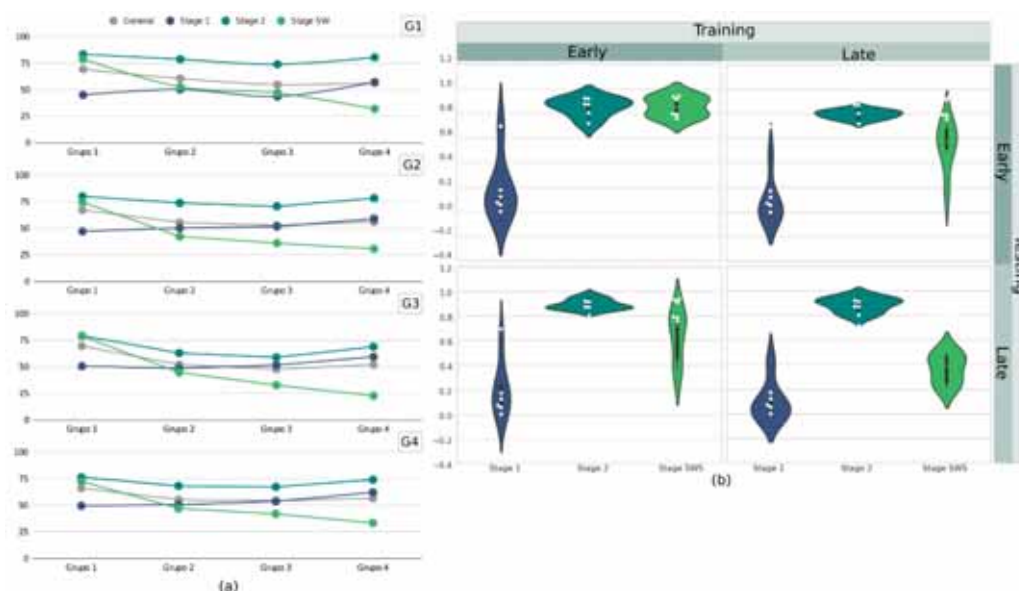 General Stage 1 Stage 2 Stage SW
G1
100
75
50
25
0
Grupo 1 Grupo 2 Grupo 3 Grupo 4
G2
100
75
50
25
0
Grupo 1 Grupo 2 Grupo 3 Grupo 4
G3
100
75
50
25
0
Grupo 1 Grupo 2 Grupo 3 Grupo 4
G4
100
75
50
25
0
Grupo 1 Grupo 2 Grupo 3 Grupo 4
(a)
Training
Early Late
1.2
1.0
0.8
0.6
0.4
0.2
0.0
−0.2
−0.4
Early
1.2
1.0
0.8
0.6
0.4
0.2
0.0
−0.2
−0.4
Late
Testing
Stage 1 Stage 2 Stage SWS Stage 1 Stage 2 Stage SWS
(b)